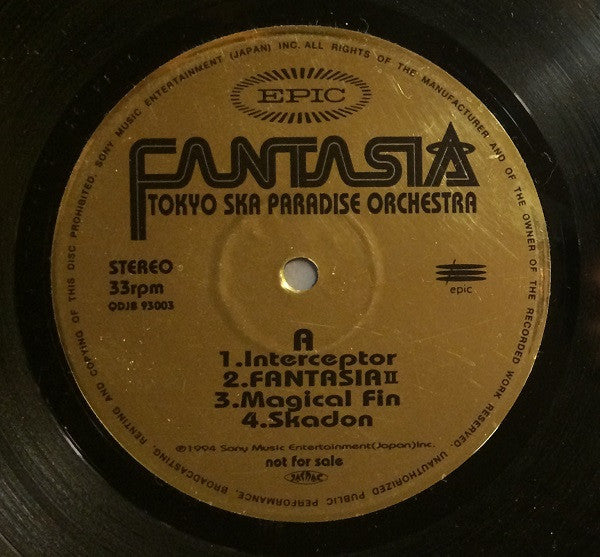 EPIC
FANTASIA
TOKYO SKA PARADISE ORCHESTRA
STEREO
33rpm
QDJB 93003
epic
A
1.Interceptor
2.FANTASIA II
3.Magical Fin
4.Skadon
℗1994 Sony Music Entertainment(Japan)Inc.
not for sale
SONY MUSIC ENTERTAINMENT (JAPAN) INC. ALL RIGHTS OF THE MANUFACTURER AND OF THE OWNER OF THE RECORDED WORK RESERVED. UNAUTHORIZED PUBLIC PERFORMANCE, BROADCASTING, RENTING AND COPYING OF THIS DISC PROHIBITED.